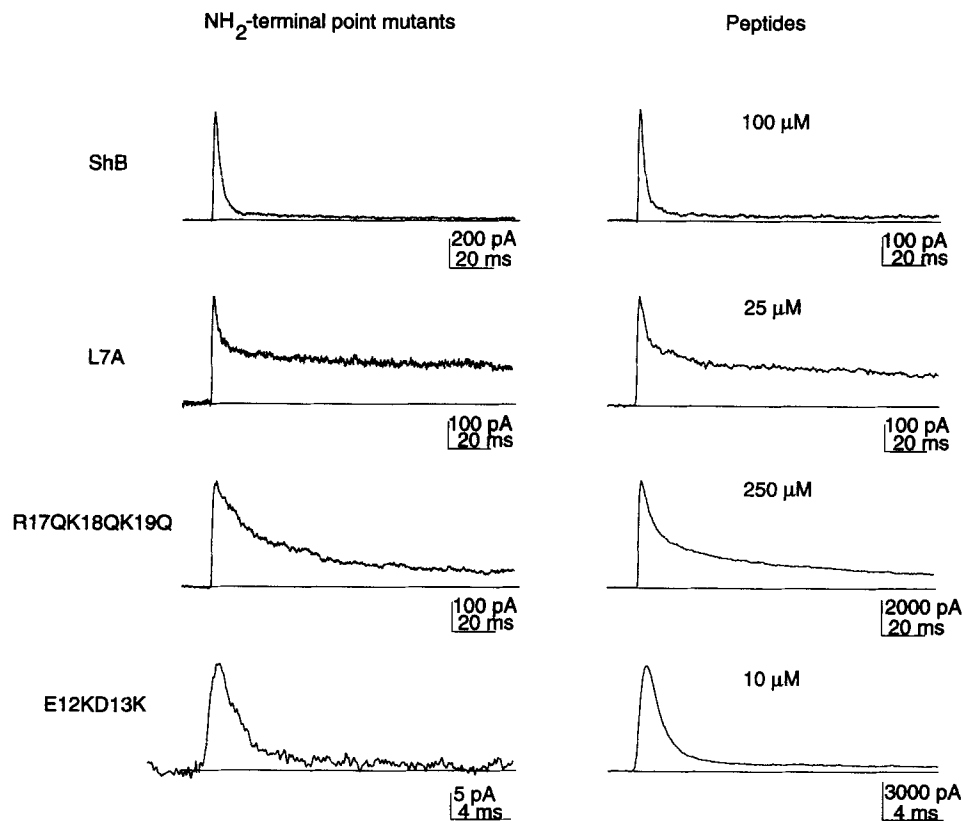 NH2-terminal point mutants
Peptides
ShB
100 µM
200 pA
20 ms
100 pA
20 ms
L7A
25 µM
100 pA
20 ms
100 pA
20 ms
R17QK18QK19Q
250 µM
100 pA
20 ms
2000 pA
20 ms
E12KD13K
10 µM
5 pA
4 ms
3000 pA
4 ms